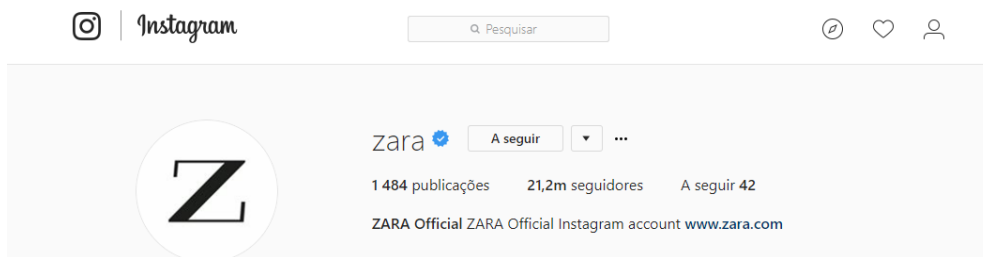 Instagram
Pesquisar
Z
zara A seguir ▼ •••
1 484 publicações 21,2m seguidores A seguir 42
ZARA Official ZARA Official Instagram account www.zara.com